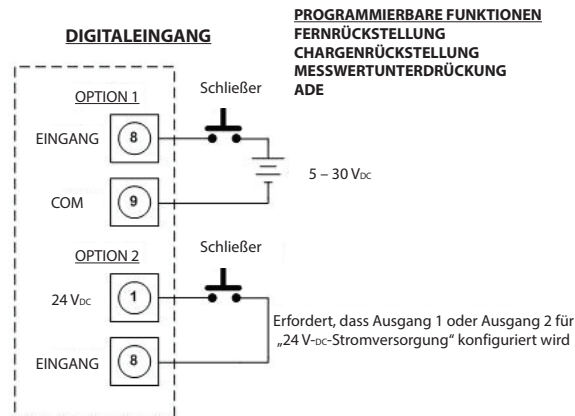 DIGITALEINGANG
PROGRAMMIERBARE FUNKTIONEN
FERNRÜCKSTELLUNG
CHARGENRÜCKSTELLUNG
MESSWERTUNTERDRÜCKUNG
ADE
OPTION 1
Schließer
EINGANG
8
5 – 30 VDC
COM
9
OPTION 2
Schließer
24 VDC
1
Erfordert, dass Ausgang 1 oder Ausgang 2 für
„24 V-DC-Stromversorgung“ konfiguriert wird
EINGANG
8